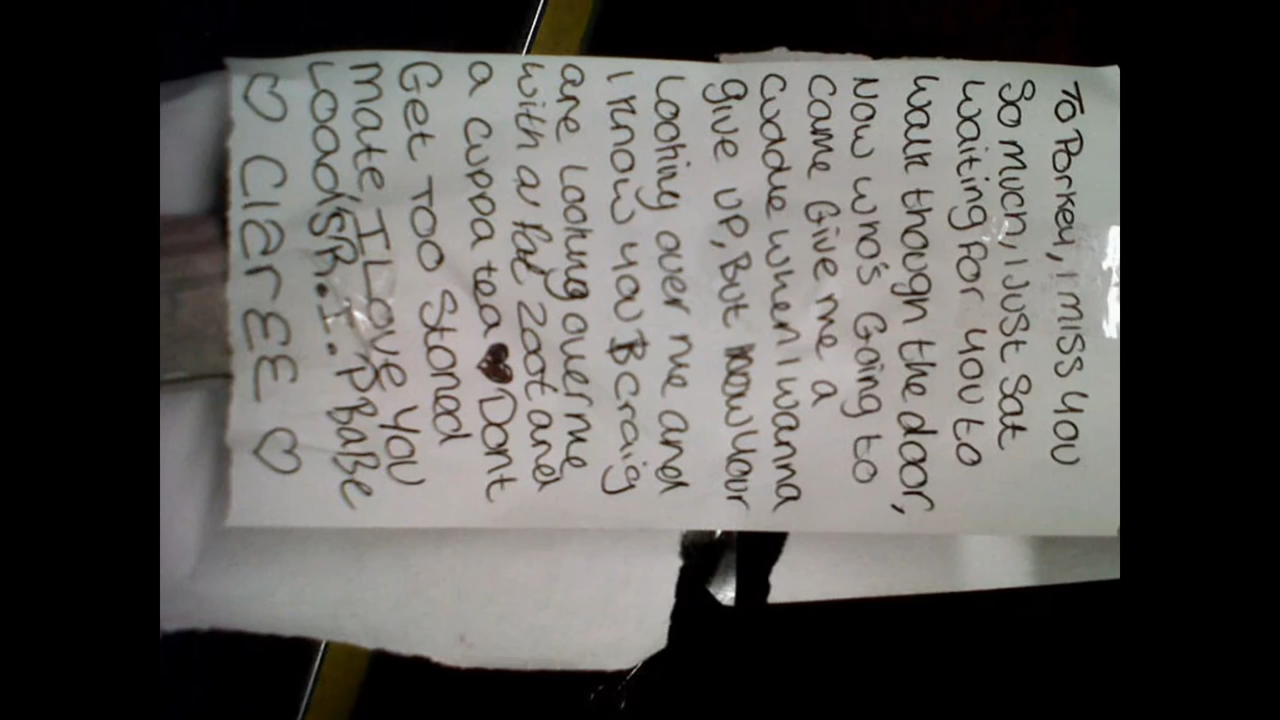 To Porkey, I miss you
So much, I Just Sat
waiting For you to
walk though the door,
Now who's Going to
came Give me a
cuddle when I wanna
give up, But now your
Looking over me and
I know you & craig
are Looking over me
with a Fat zoot and
a cuppa tea ♥ Dont
Get Too Stoned
mate I Love you
Loads R.I.P BaBe
♡ ClarEE ♡